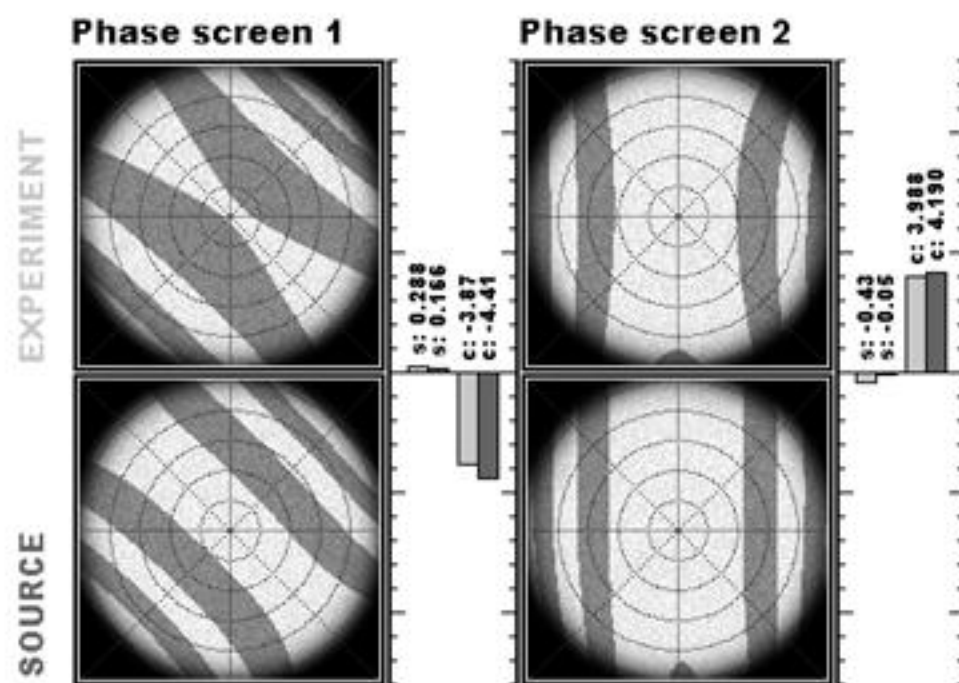 Phase screen 1
Phase screen 2
EXPERIMENT
s: 0.288
s: 0.166
c: -3.87
c: -4.41
s: -0.43
s: -0.05
c: 3.988
c: 4.190
SOURCE